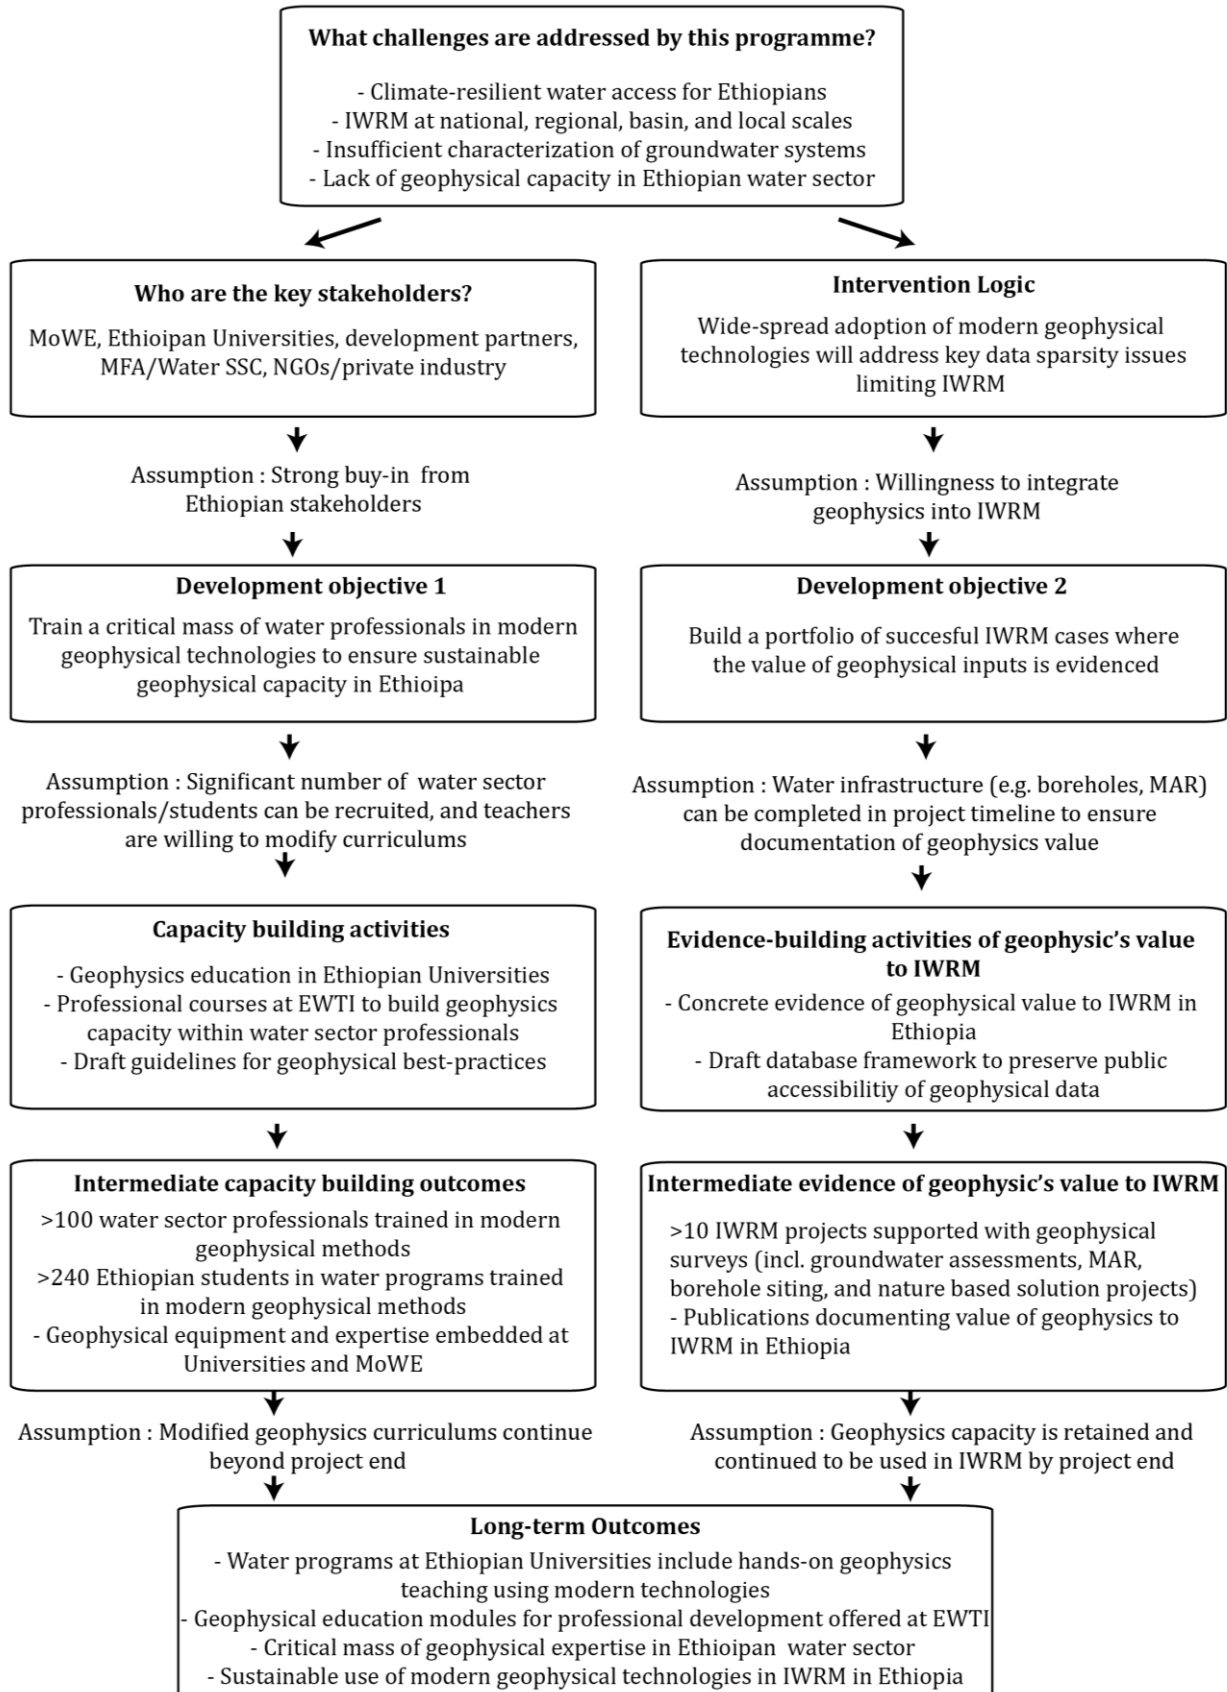 What challenges are addressed by this programme?
- Climate-resilient water access for Ethiopians
- IWRM at national, regional, basin, and local scales
- Insufficient characterization of groundwater systems
- Lack of geophysical capacity in Ethiopian water sector
Who are the key stakeholders?
MoWE, Ethioipan Universities, development partners,
MFA/Water SSC, NGOs/private industry
Intervention Logic
Wide-spread adoption of modern geophysical
technologies will address key data sparsity issues
limiting IWRM
Assumption : Strong buy-in from
Ethiopian stakeholders
Assumption : Willingness to integrate
geophysics into IWRM
Development objective 1
Train a critical mass of water professionals in modern
geophysical technologies to ensure sustainable
geophysical capacity in Ethioipa
Development objective 2
Build a portfolio of succesful IWRM cases where
the value of geophysical inputs is evidenced
Assumption : Significant number of water sector
professionals/students can be recruited, and teachers
are willing to modify curriculums
Assumption : Water infrastructure (e.g. boreholes, MAR)
can be completed in project timeline to ensure
documentation of geophysics value
Capacity building activities
- Geophysics education in Ethiopian Universities
- Professional courses at EWTI to build geophysics
capacity within water sector professionals
- Draft guidelines for geophysical best-practices
Evidence-building activities of geophysic's value
to IWRM
- Concrete evidence of geophysical value to IWRM in
Ethiopia
- Draft database framework to preserve public
accessibilitiy of geophysical data
Intermediate capacity building outcomes
>100 water sector professionals trained in modern
geophysical methods
>240 Ethiopian students in water programs trained
in modern geophysical methods
- Geophysical equipment and expertise embedded at
Universities and MoWE
Intermediate evidence of geophysic's value to IWRM
>10 IWRM projects supported with geophysical
surveys (incl. groundwater assessments, MAR,
borehole siting, and nature based solution projects)
- Publications documenting value of geophysics to
IWRM in Ethiopia
Assumption : Modified geophysics curriculums continue
beyond project end
Assumption : Geophysics capacity is retained and
continued to be used in IWRM by project end
Long-term Outcomes
- Water programs at Ethiopian Universities include hands-on geophysics
teaching using modern technologies
- Geophysical education modules for professional development offered at EWTI
- Critical mass of geophysical expertise in Ethioipan water sector
- Sustainable use of modern geophysical technologies in IWRM in Ethiopia